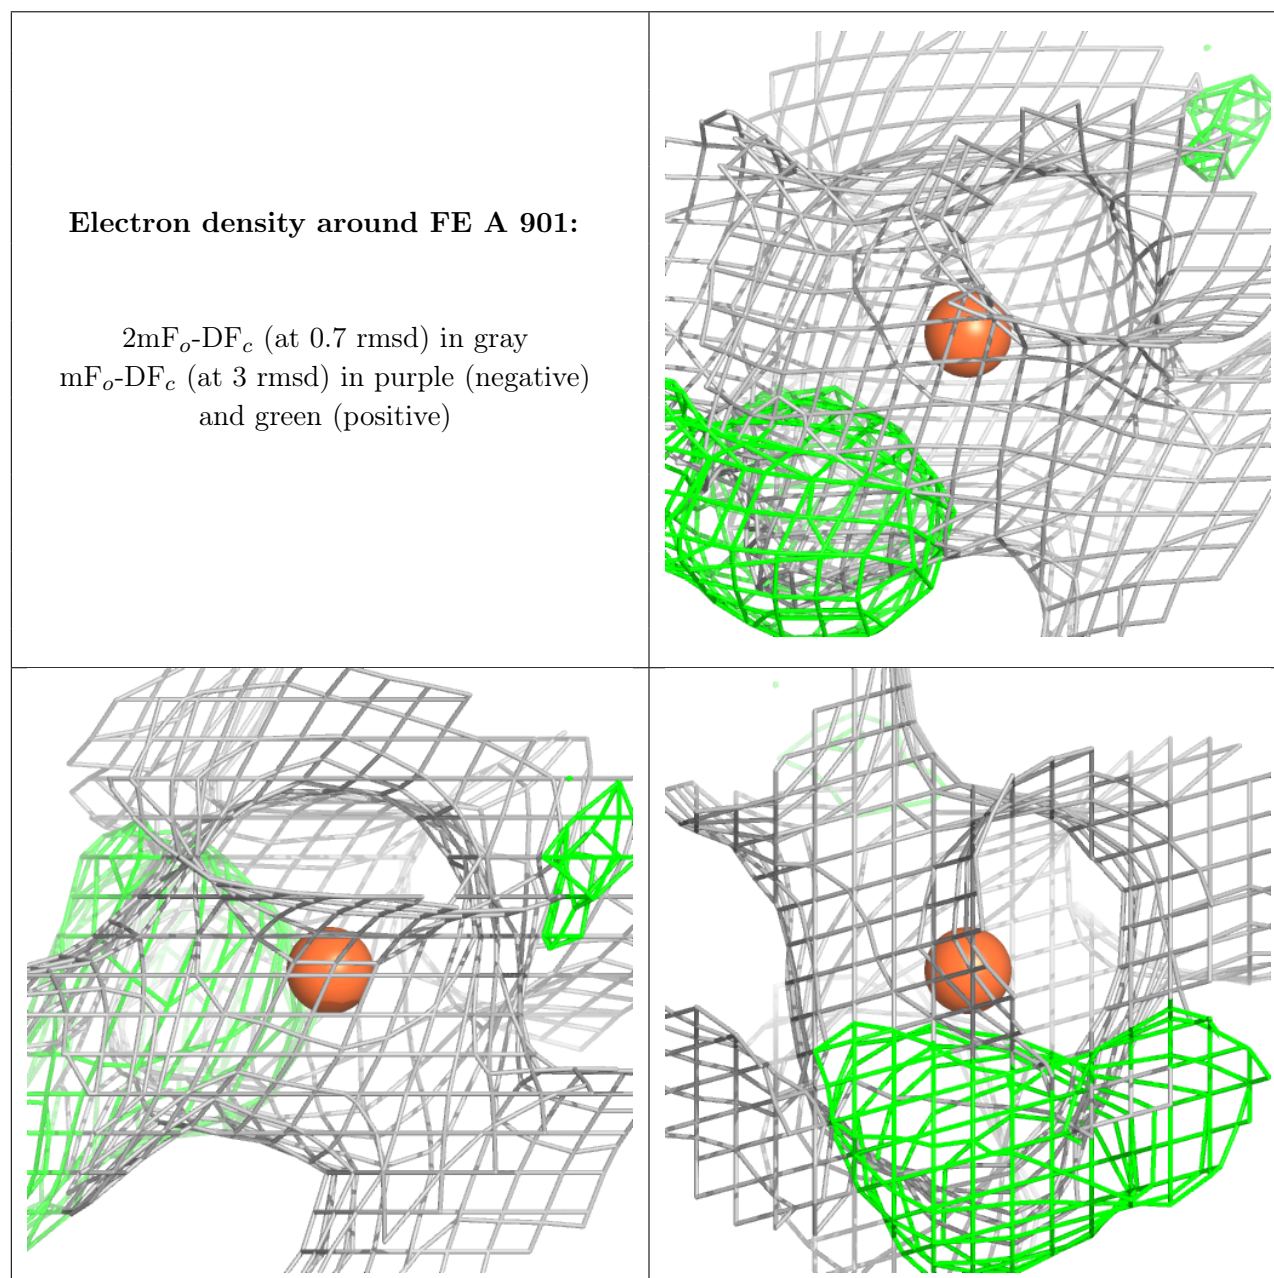 Electron density around FE A 901:
2mFo-DFc (at 0.7 rmsd) in gray
mFo-DFc (at 3 rmsd) in purple (negative)
and green (positive)